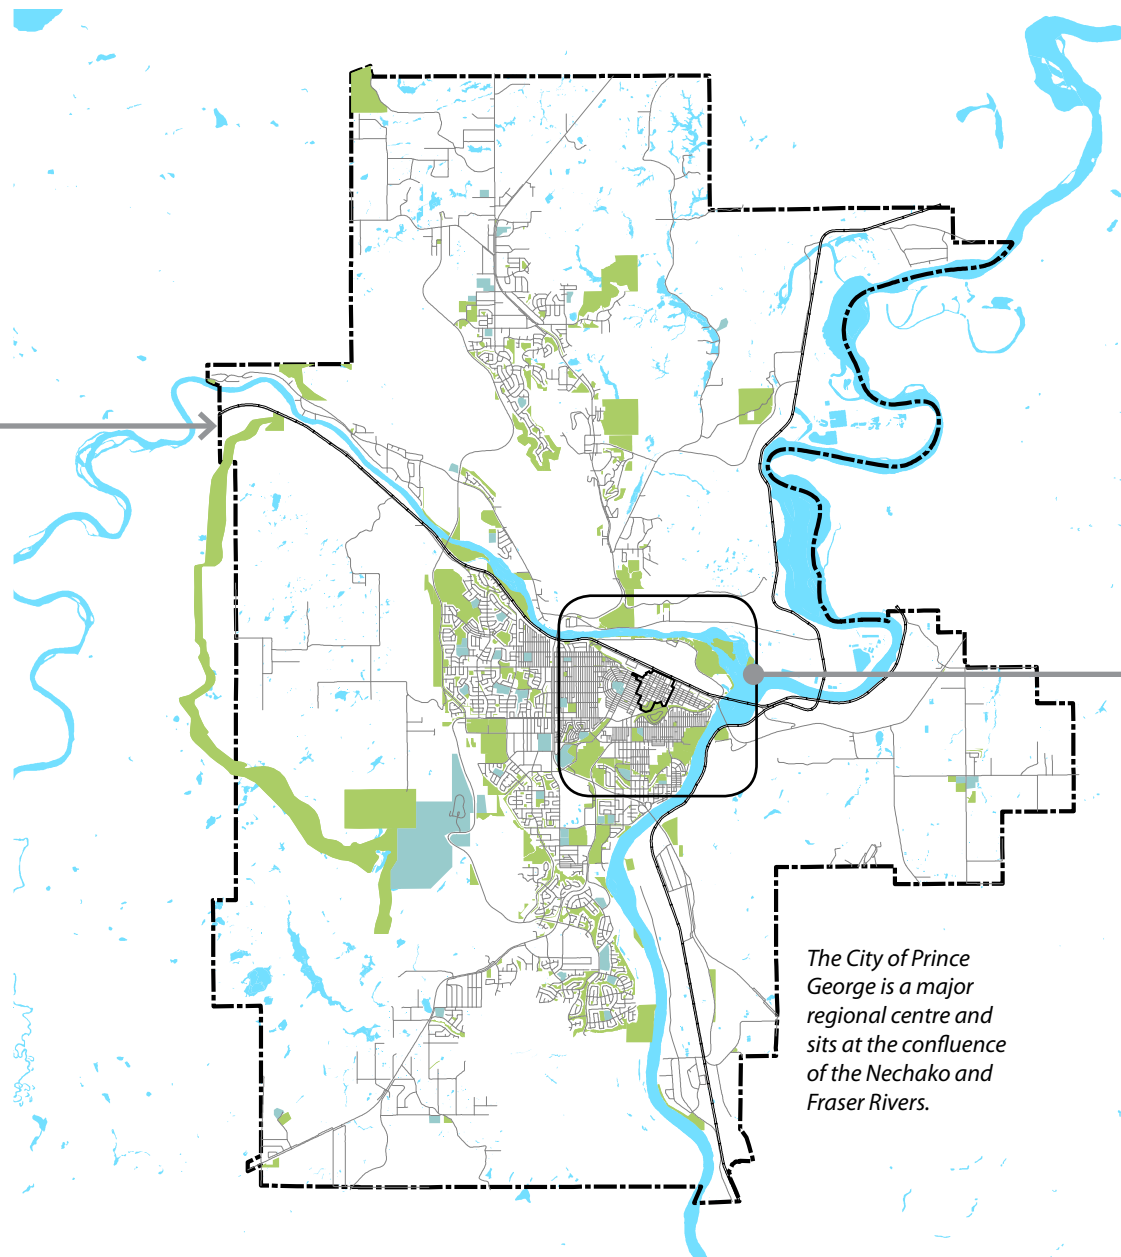 The City of Prince
George is a major
regional centre and
sits at the confluence
of the Nechako and
Fraser Rivers.